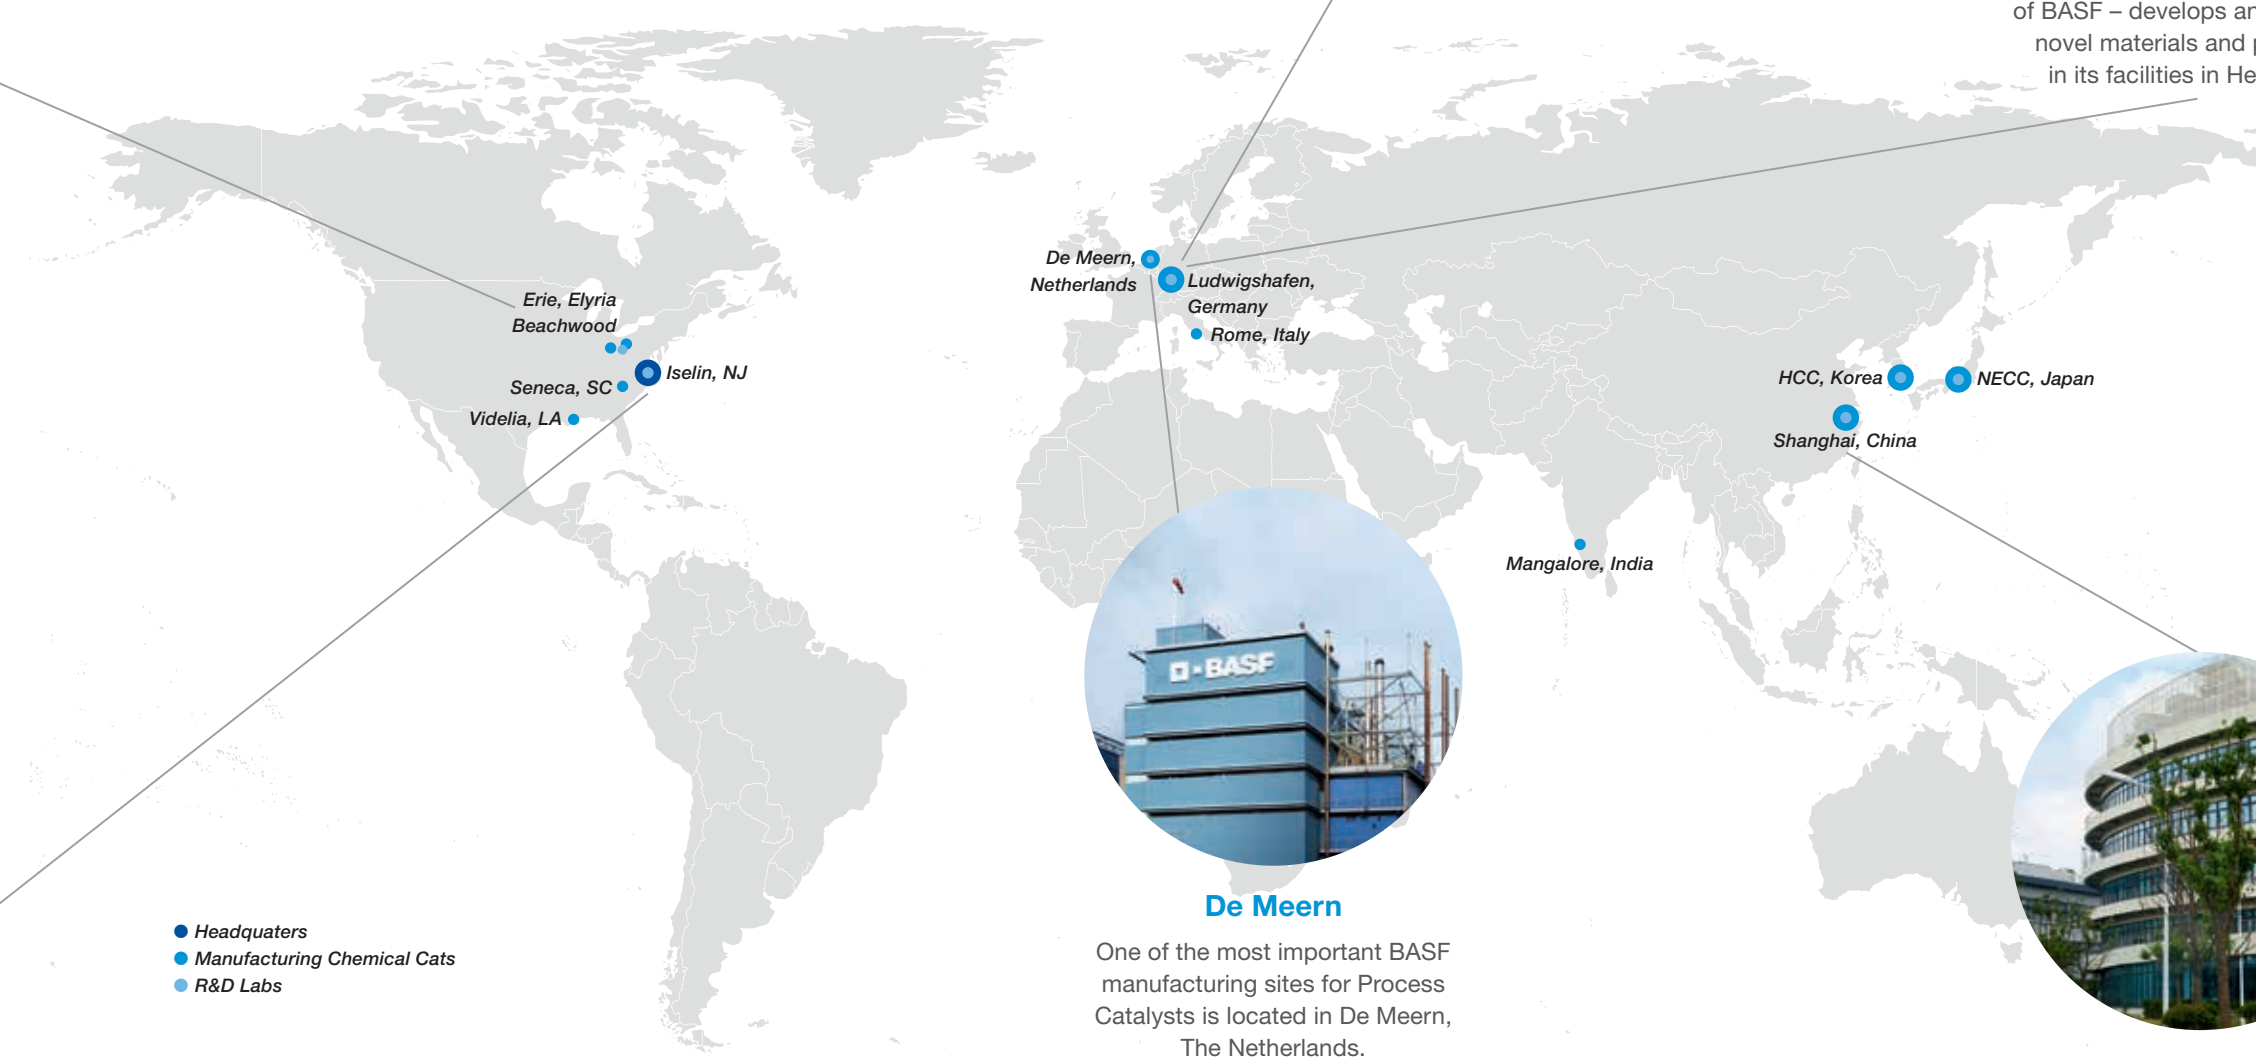 of BASF – develops
novel materials and
in its facilities in
De Meern,
Netherlands
Ludwigshafen,
Germany
Rome, Italy
Erie, Elyria
Beachwood
Iselin, NJ
Seneca, SC
Videlia, LA
HCC, Korea
NECC, Japan
Shanghai, China
Mangalore, India
BASF
De Meern
One of the most important BASF
manufacturing sites for Process
Catalysts is located in De Meern,
The Netherlands.
Headquaters
Manufacturing Chemical Cats
R&D Labs